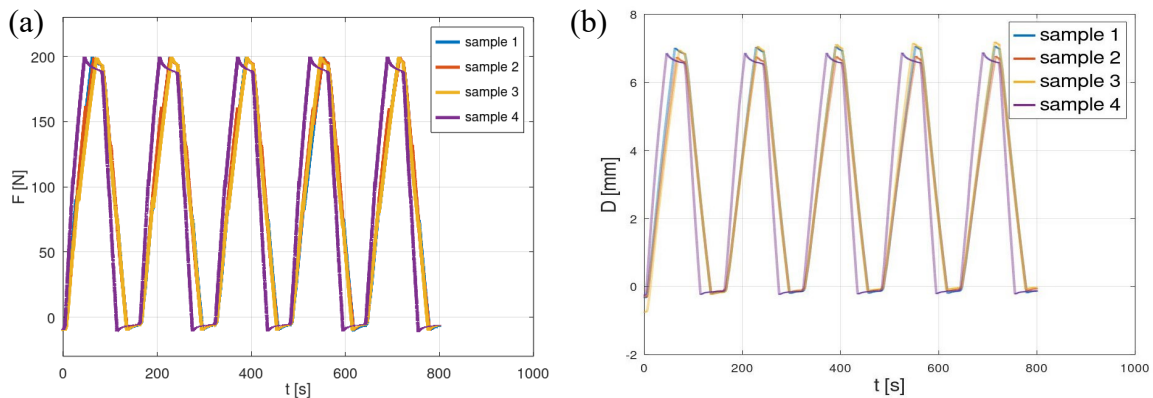 (a)
F [N]
200
150
100
50
0
0 200 400 600 800 1000
t [s]
sample 1
sample 2
sample 3
sample 4
(b)
D [mm]
8
6
4
2
0
-2
0 200 400 600 800 1000
t [s]
sample 1
sample 2
sample 3
sample 4